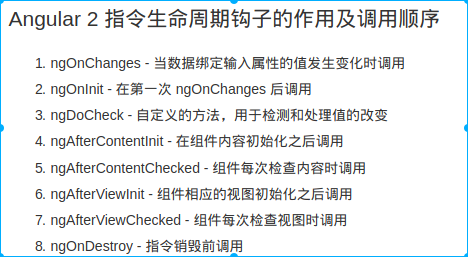 Angular 2 指令生命周期钩子的作用及调用顺序
1. ngOnChanges - 当数据绑定输入属性的值发生变化时调用
2. ngOnInit - 在第一次 ngOnChanges 后调用
3. ngDoCheck - 自定义的方法，用于检测和处理值的改变
4. ngAfterContentInit - 在组件内容初始化之后调用
5. ngAfterContentChecked - 组件每次检查内容时调用
6. ngAfterViewInit - 组件相应的视图初始化之后调用
7. ngAfterViewChecked - 组件每次检查视图时调用
8. ngOnDestroy - 指令销毁前调用